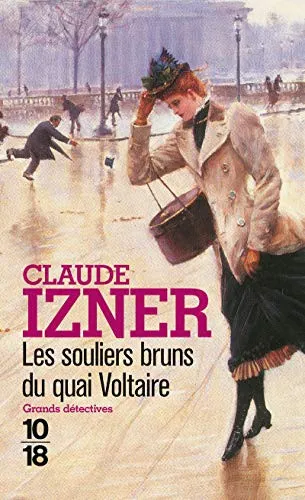 CLAUDE
IZNER
Les souliers bruns
du quai Voltaire
Grands détectives
10
18